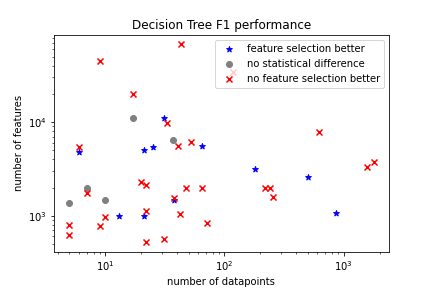 Decision Tree F1 performance
feature selection better
no statistical difference
no feature selection better
number of features
10⁴
10³
10¹
10²
10³
number of datapoints